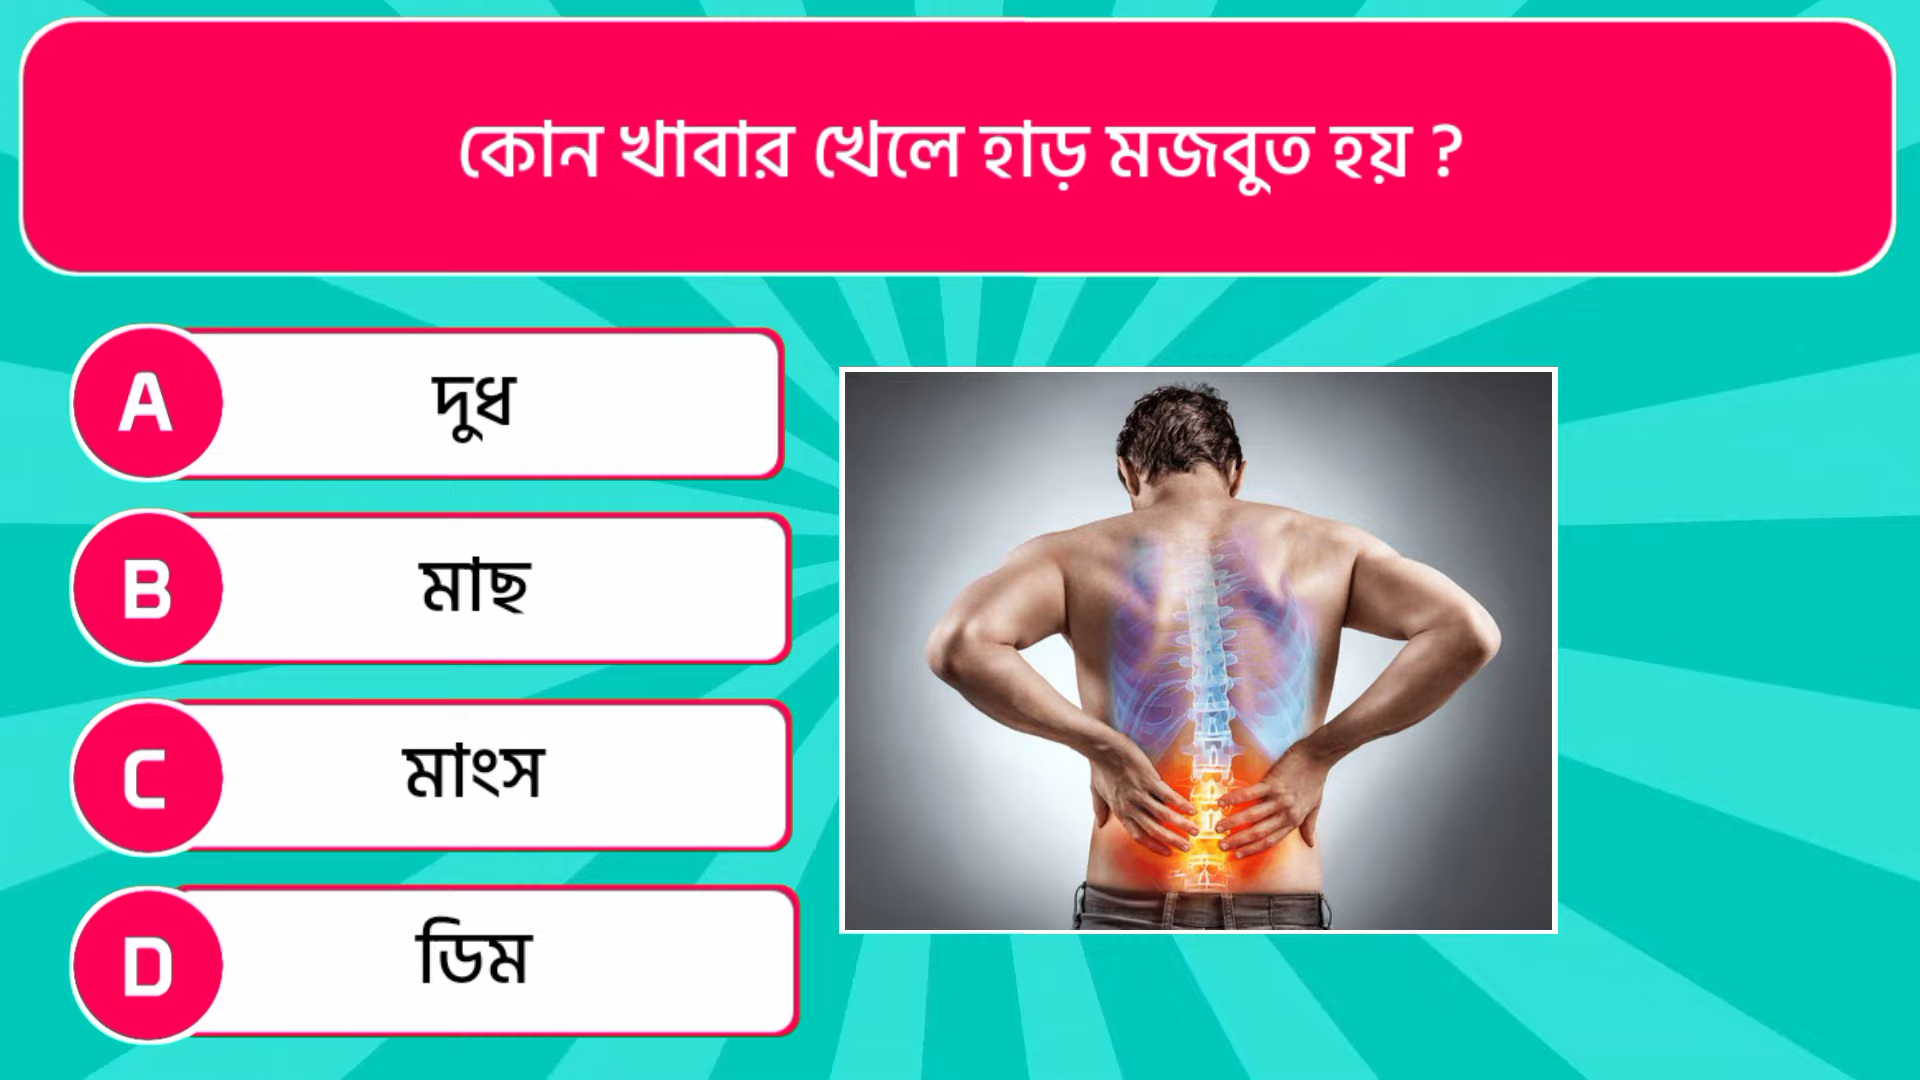 কোন খাবার খেলে হাড় মজবুত হয় ?
A দুধ
B মাছ
C মাংস
D ডিম